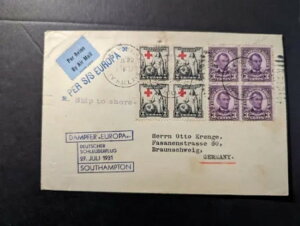 Par Avion
By Air Mail
* PER S/S EUROPA *
Ship to shore.
DAMPFER «EUROPA»
DEUTSCHER
SCHLEUDERFLUG
27. JULI 1931
SOUTHAMPTON
Herrn Otto Krenge.
Fasanenstrasse 50,
Braunschweig,
GERMANY.